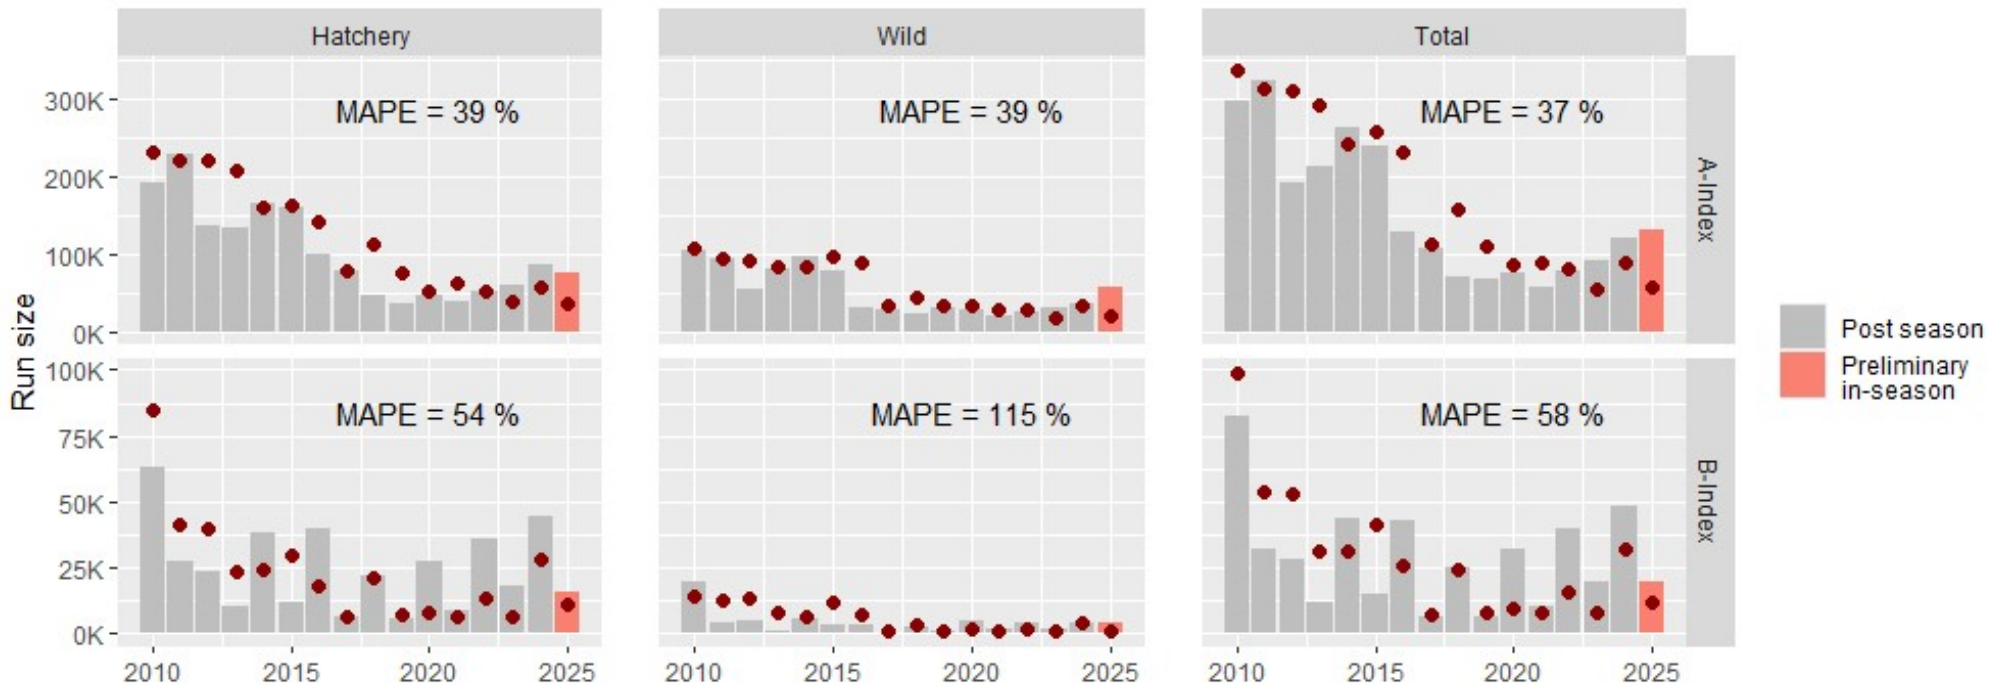 Hatchery
Wild
Total
300K
200K
100K
0K
MAPE = 39 %
MAPE = 39 %
MAPE = 37 %
A-Index
Run size
100K
75K
50K
25K
0K
MAPE = 54 %
MAPE = 115 %
MAPE = 58 %
B-Index
2010 2015 2020 2025
2010 2015 2020 2025
2010 2015 2020 2025
Post season
Preliminary
in-season